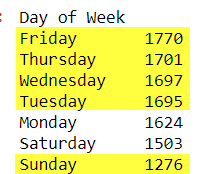 Day of Week
Friday 1770
Thursday 1701
Wednesday 1697
Tuesday 1695
Monday 1624
Saturday 1503
Sunday 1276